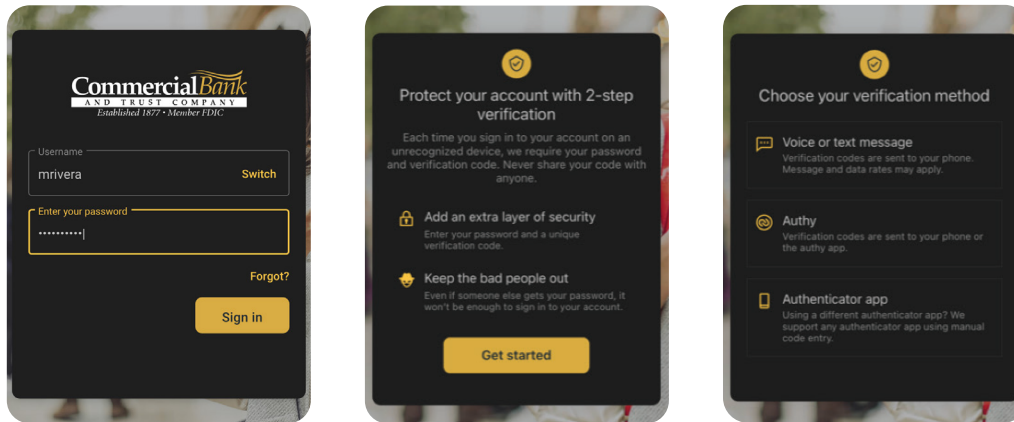 CommercialBank
AND TRUST COMPANY
Established 1877 • Member FDIC
Username
mrivera
Switch
Enter your password
••••••••••
Forgot?
Sign in
Protect your account with 2-step
verification
Each time you sign in to your account on an
unrecognized device, we require your password
and verification code. Never share your code with
anyone.
Add an extra layer of security
Enter your password and a unique
verification code.
Keep the bad people out
Even if someone else gets your password, it
won't be enough to sign in to your account.
Get started
Choose your verification method
Voice or text message
Verification codes are sent to your phone.
Message and data rates may apply.
Authy
Verification codes are sent to your phone or
the authy app.
Authenticator app
Using a different authenticator app? We
support any authenticator app using manual
code entry.